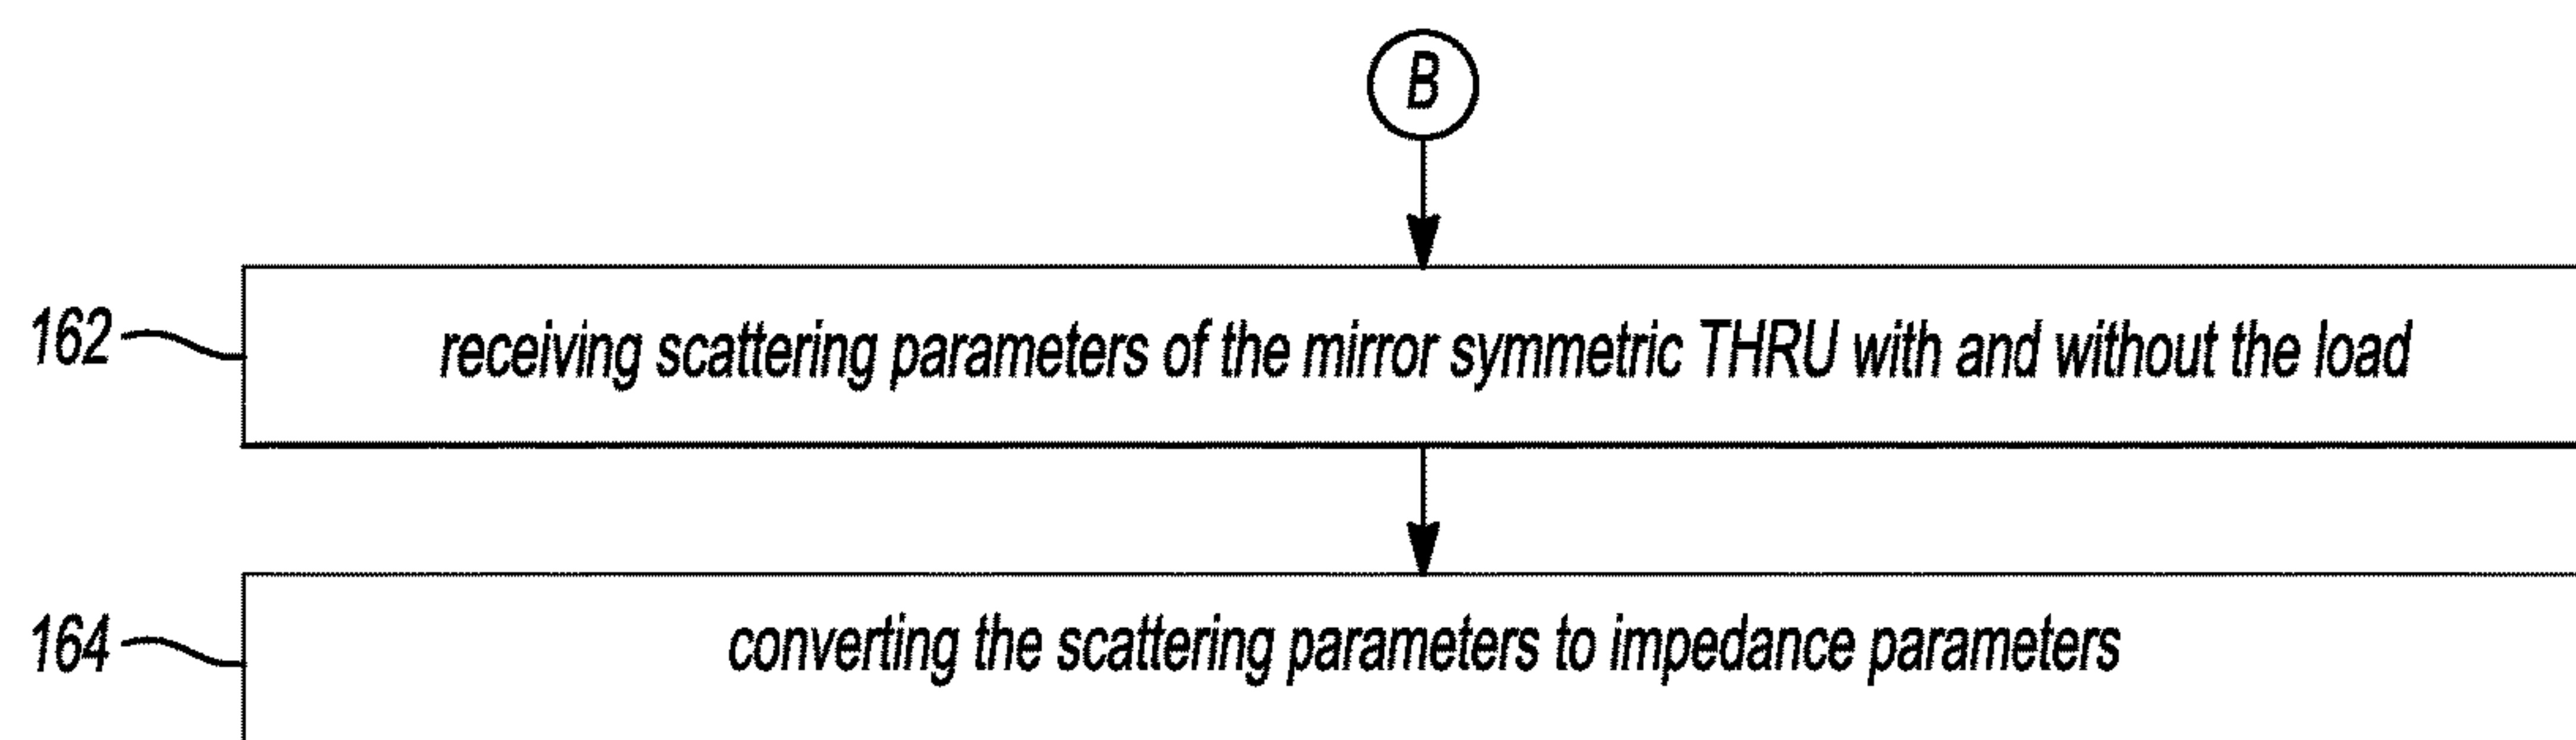 B
162
receiving scattering parameters of the mirror symmetric THRU with and without the load
164
converting the scattering parameters to impedance parameters